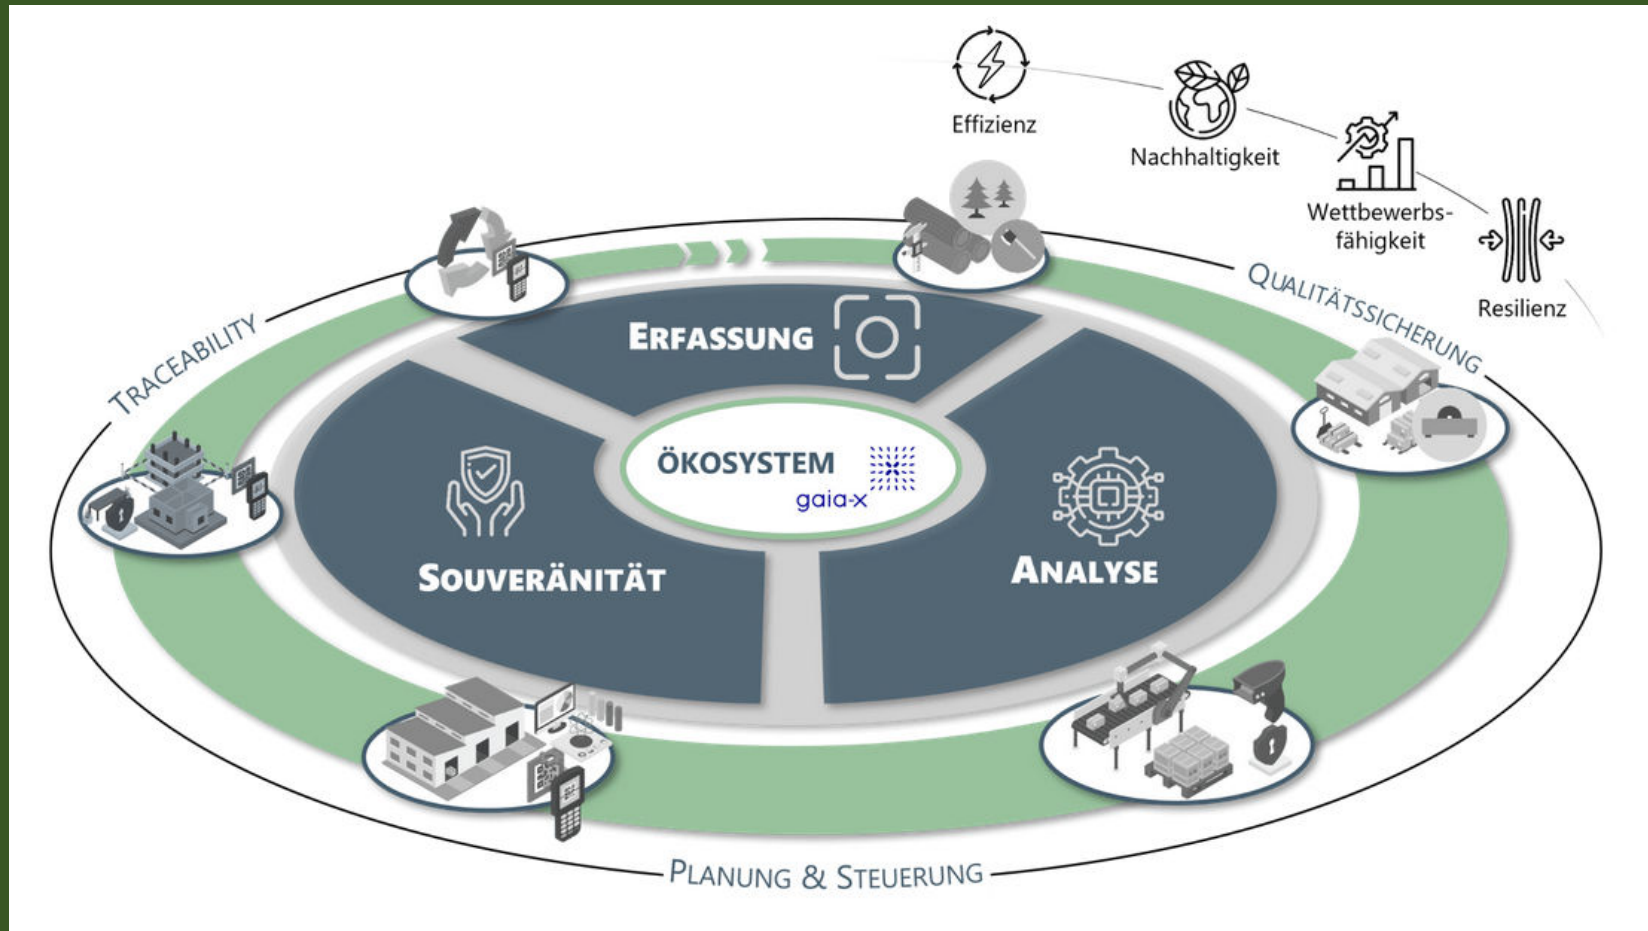 Effizienz
Nachhaltigkeit
Wettbewerbs-
fähigkeit
Resilienz
TRACEABILITY
QUALITÄTSSICHERUNG
ERFASSUNG
ÖKOSYSTEM
gaia-x
SOUVERÄNITÄT
ANALYSE
PLANUNG & STEUERUNG